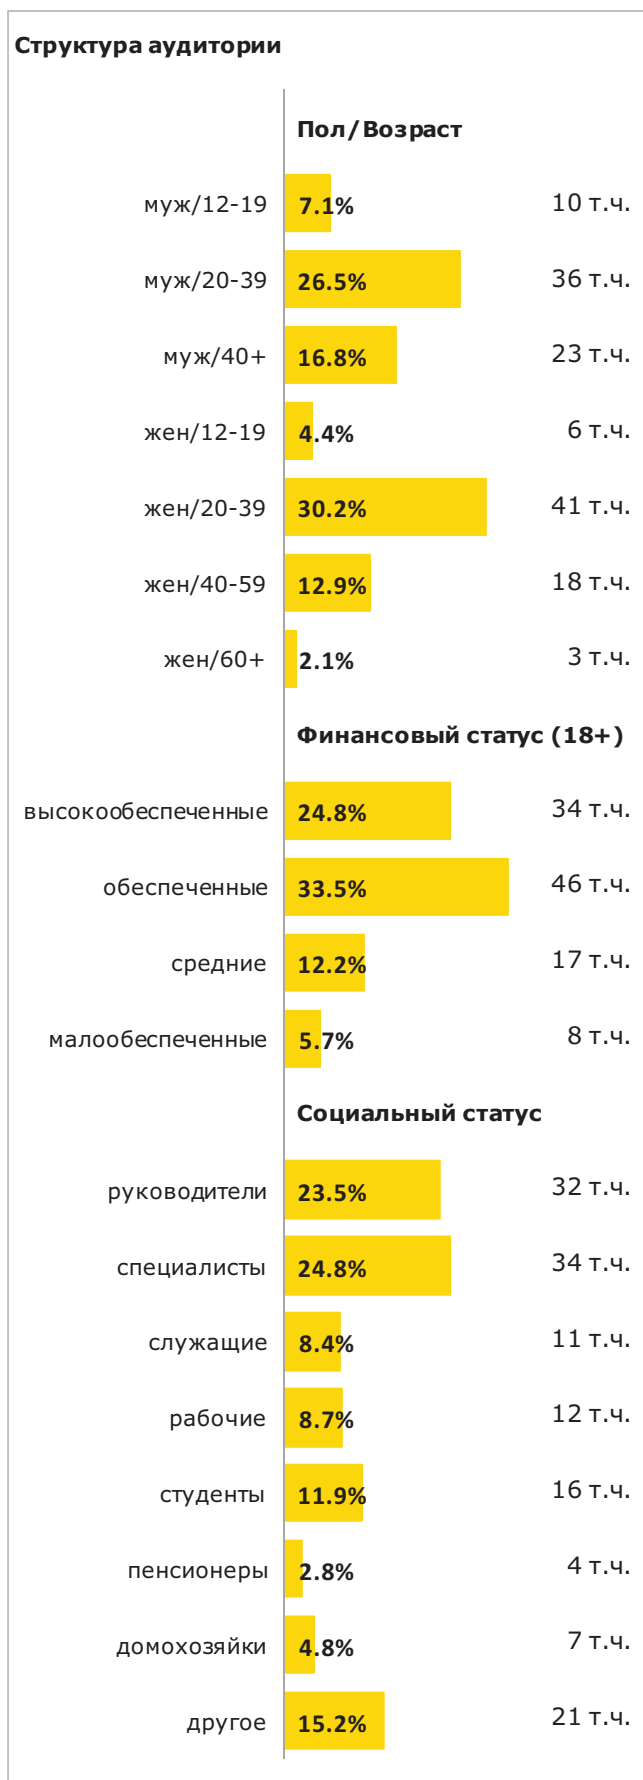 Структура аудитории
Пол/Возраст
муж/12-19 7.1% 10 т.ч.
муж/20-39 26.5% 36 т.ч.
муж/40+ 16.8% 23 т.ч.
жен/12-19 4.4% 6 т.ч.
жен/20-39 30.2% 41 т.ч.
жен/40-59 12.9% 18 т.ч.
жен/60+ 2.1% 3 т.ч.
Финансовый статус (18+)
высокообеспеченные 24.8% 34 т.ч.
обеспеченные 33.5% 46 т.ч.
средние 12.2% 17 т.ч.
малообеспеченные 5.7% 8 т.ч.
Социальный статус
руководители 23.5% 32 т.ч.
специалисты 24.8% 34 т.ч.
служащие 8.4% 11 т.ч.
рабочие 8.7% 12 т.ч.
студенты 11.9% 16 т.ч.
пенсионеры 2.8% 4 т.ч.
домохозяйки 4.8% 7 т.ч.
другое 15.2% 21 т.ч.